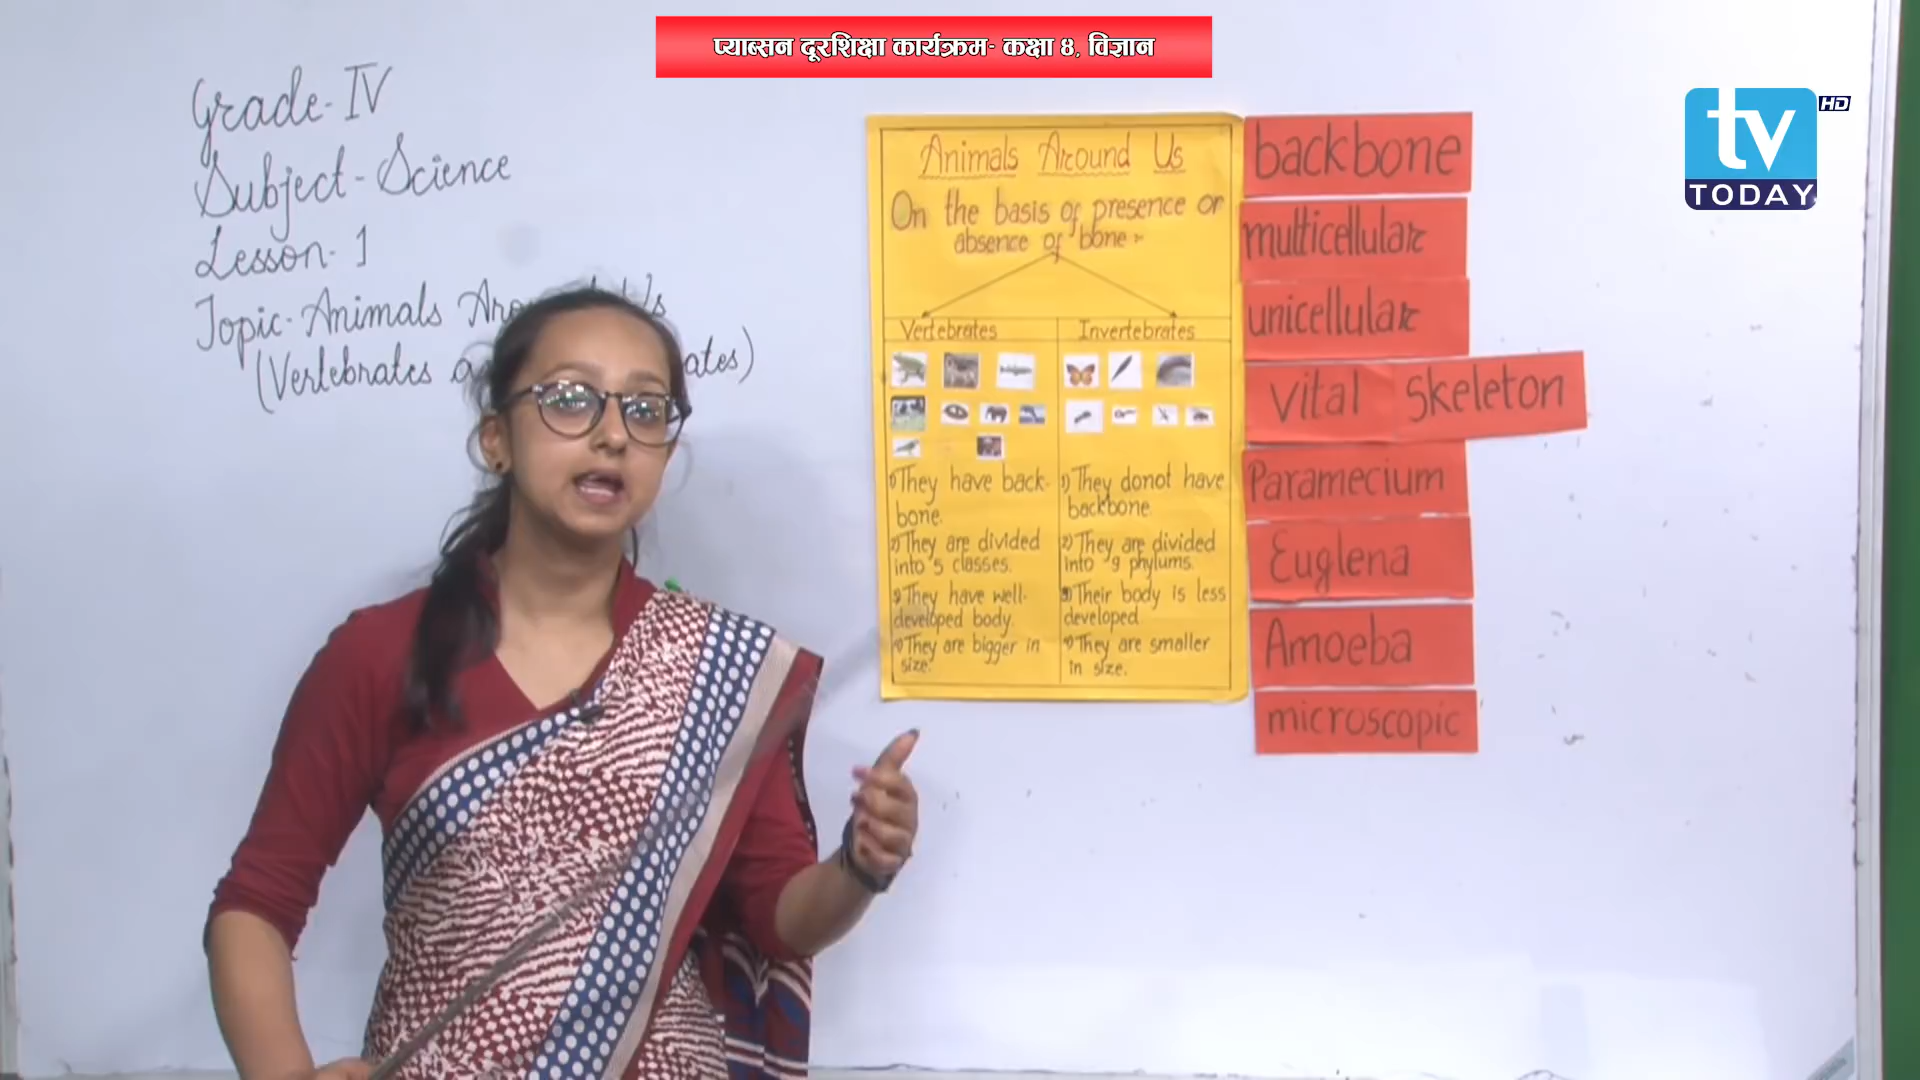 प्याब्सन दूरशिक्षा कार्यक्रम- कक्षा ४, विज्ञान
tv HD
TODAY
Grade-IV
Subject-Science
Lesson-1
Topic-Animals Us
(Vertebrates
Animals Around Us
On the basis of presence or
absence of bone:-
Vertebrates
1) They have back-
bone.
2) They are divided
into 5 classes.
3) They have well-
developed body.
4) They are bigger in
size.
Invertebrates
1) They donot have
backbone.
2) They are divided
into 9 phylums.
3) Their body is less
developed
4) They are smaller
in size.
backbone
multicellular
unicellular
vital
skeleton
Paramecium
Euglena
Amoeba
microscopic